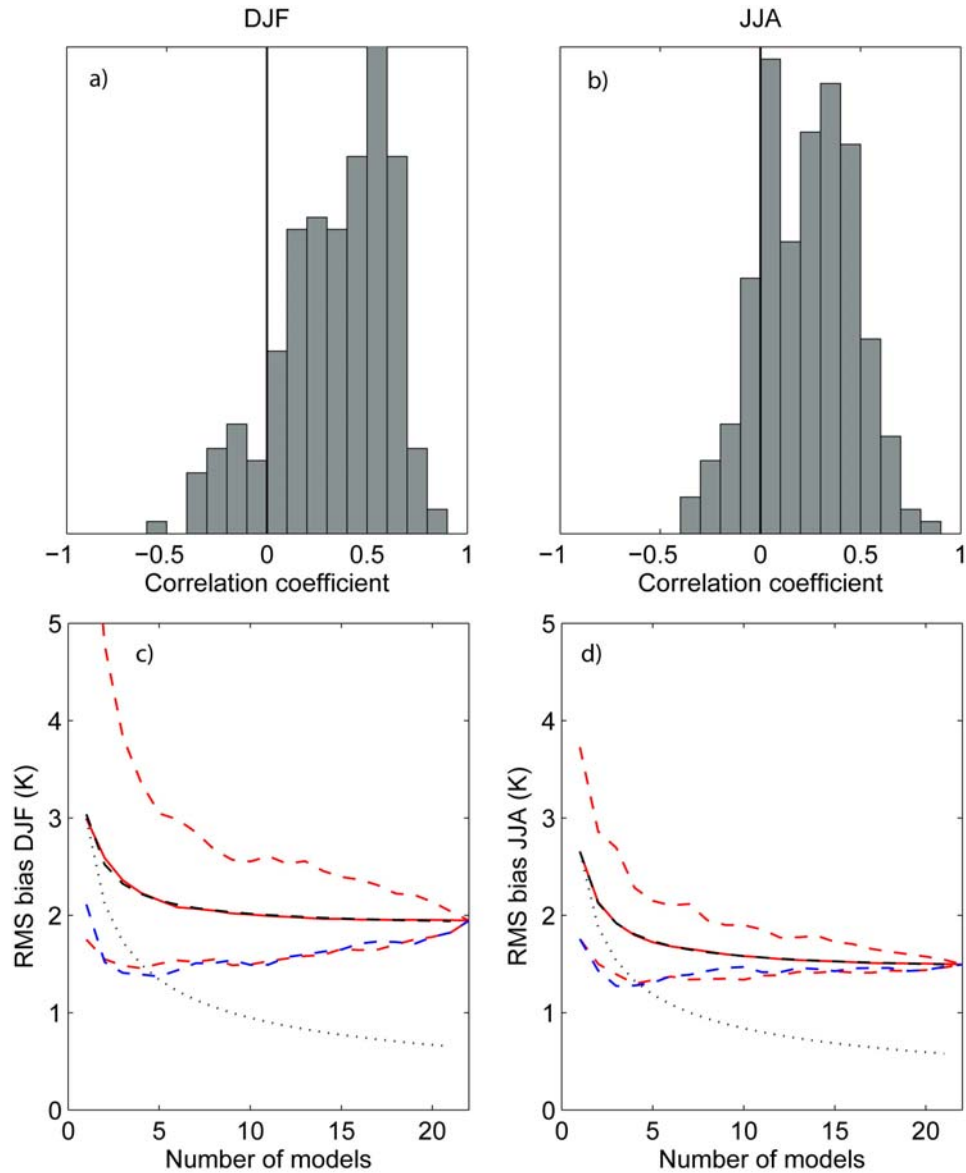 DJF
JJA
a)
b)
−1
−0.5
0
0.5
1
−1
−0.5
0
0.5
1
Correlation coefficient
Correlation coefficient
5
4
3
2
1
0
RMS bias DJF (K)
c)
0
5
10
15
20
Number of models
5
4
3
2
1
0
RMS bias JJA (K)
d)
0
5
10
15
20
Number of models